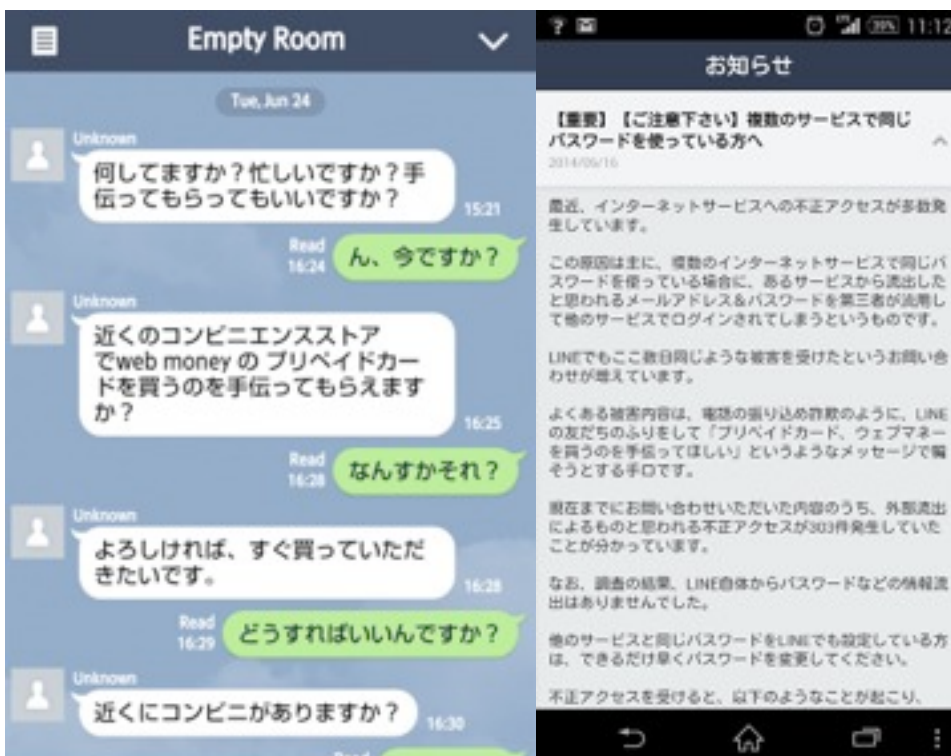 Empty Room
Tue, Jun 24
Unknown
何してますか？忙しいですか？手
伝ってもらってもいいですか？
15:21
Read
16:24
ん、今ですか？
Unknown
近くのコンビニエンスストア
でweb money の プリペイドカー
ドを買うのを手伝ってもらえます
か？
16:25
Read
16:28
なんすかそれ？
Unknown
よろしければ、すぐ買っていただ
きたいです。
16:28
Read
16:29
どうすればいいんですか？
Unknown
近くにコンビニがありますか？
16:30
Read
39% 11:12
お知らせ
【重要】【ご注意下さい】複数のサービスで同じ
パスワードを使っている方へ
2014/06/16
最近、インターネットサービスへの不正アクセスが多数発
生しています。
この原因は主に、複数のインターネットサービスで同じパ
スワードを使っている場合に、あるサービスから流出した
と思われるメールアドレス&パスワードを第三者が流用し
て他のサービスでログインされてしまうというものです。
LINEでもここ数日同じような被害を受けたというお問い合
わせが増えています。
よくある被害内容は、電話の振り込め詐欺のように、LINE
の友だちのふりをして「プリペイドカード、ウェブマネー
を買うのを手伝ってほしい」というようなメッセージで騙
そうとする手口です。
現在までにお問い合わせいただいた内容のうち、外部流出
によるものと思われる不正アクセスが303件発生していた
ことが分かっています。
なお、調査の結果、LINE自体からパスワードなどの情報流
出はありませんでした。
他のサービスと同じパスワードをLINEでも設定している方
は、できるだけ早くパスワードを変更してください。
不正アクセスを受けると、以下のようなことが起こり、